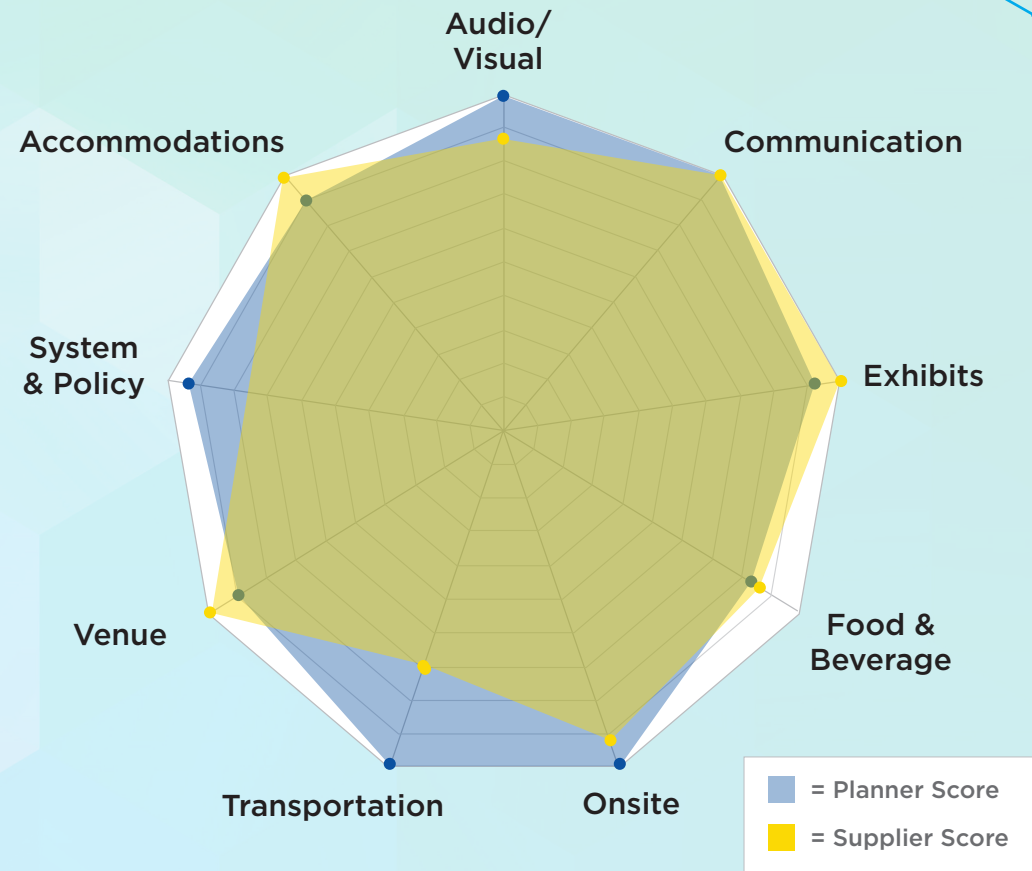 Audio/
Visual
Accommodations
Communication
System
& Policy
Exhibits
Venue
Food &
Beverage
Transportation
Onsite
= Planner Score
= Supplier Score